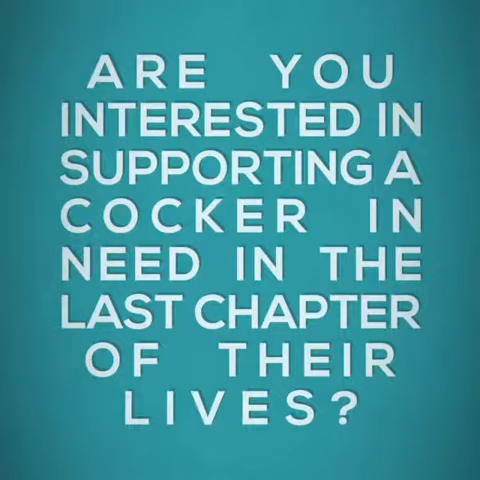 ARE YOU
INTERESTED IN
SUPPORTING A
COCKER IN
NEED IN THE
LAST CHAPTER
OF THEIR
LIVES?